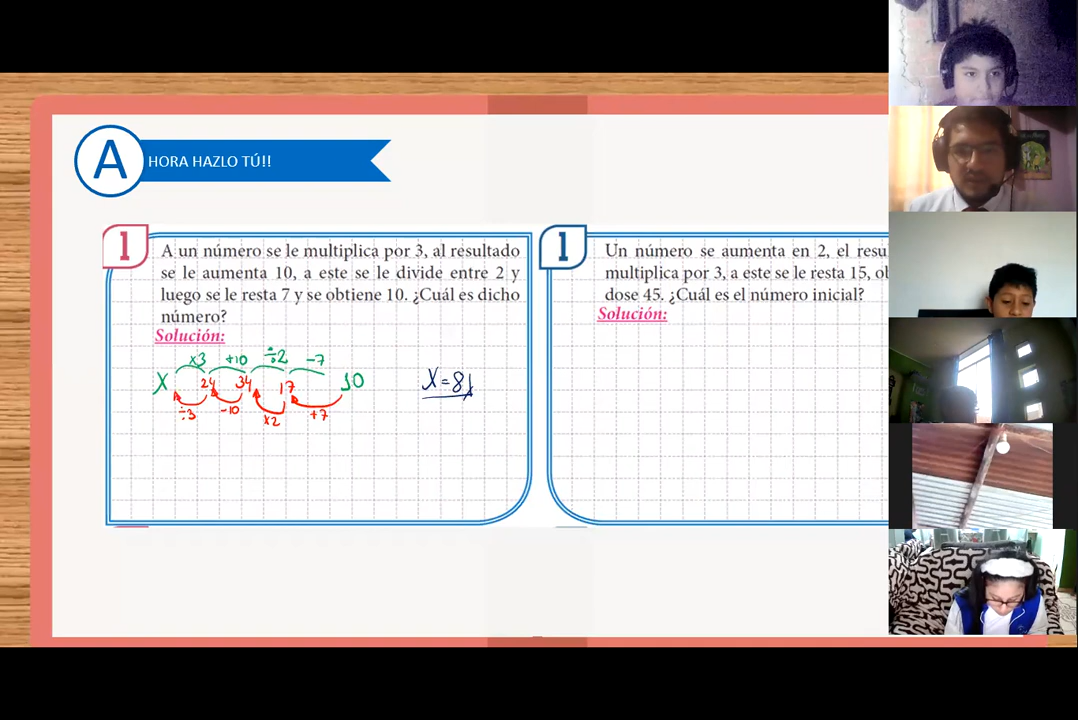 A
HORA HAZLO TÚ!!
1
A un número se le multiplica por 3, al resultado
se le aumenta 10, a este se le divide entre 2 y
luego se le resta 7 y se obtiene 10. ¿Cuál es dicho
número?
Solución:
x3 +10 ÷2 -7
X 24 34 17 10
÷3 -10 x2 +7
X=8
1
Un número se aumenta en 2, el resu
multiplica por 3, a este se le resta 15, ob
dose 45. ¿Cuál es el número inicial?
Solución: